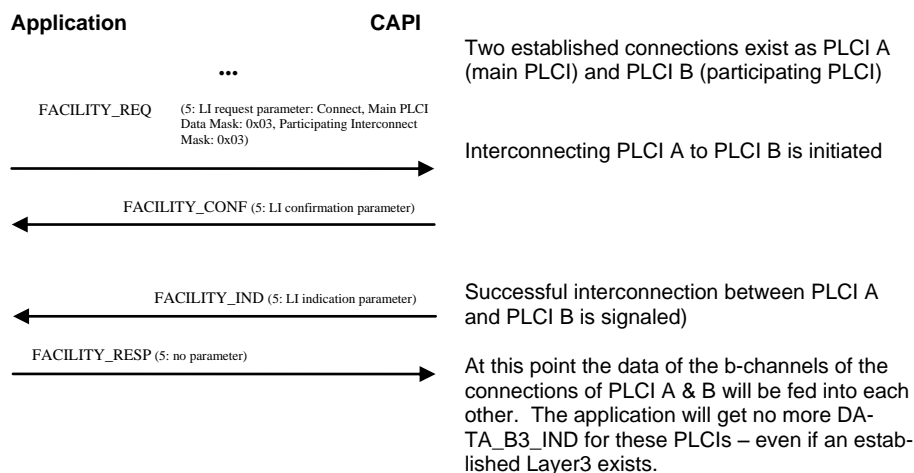 Application
CAPI
Two established connections exist as PLCI A
(main PLCI) and PLCI B (participating PLCI)
...
FACILITY_REQ (5: LI request parameter: Connect, Main PLCI
Data Mask: 0x03, Participating Interconnect
Mask: 0x03)
Interconnecting PLCI A to PLCI B is initiated
FACILITY_CONF (5: LI confirmation parameter)
FACILITY_IND (5: LI indication parameter)
Successful interconnection between PLCI A
and PLCI B is signaled)
FACILITY_RESP (5: no parameter)
At this point the data of the b-channels of the
connections of PLCI A & B will be fed into each
other. The application will get no more DA-
TA_B3_IND for these PLCIs – even if an estab-
lished Layer3 exists.